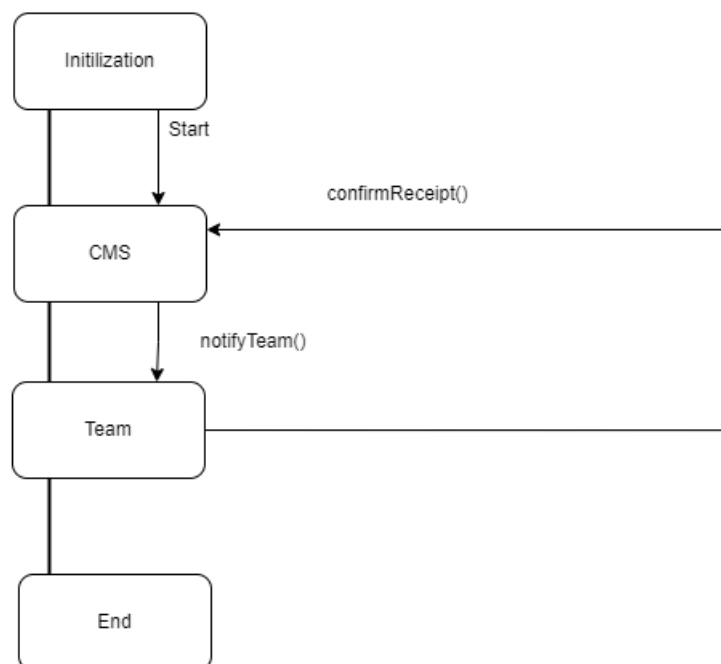 Initilization
Start
confirmReceipt()
CMS
notifyTeam()
Team
End